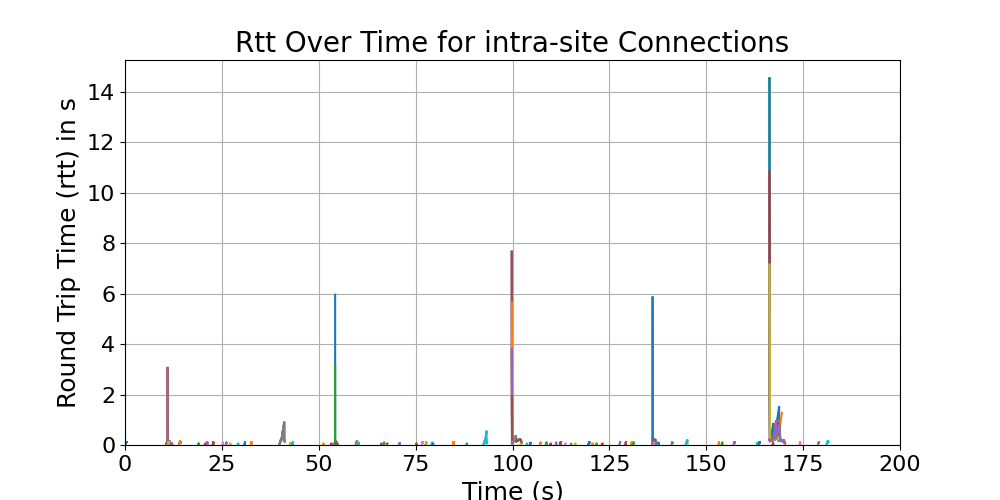 Rtt Over Time for intra-site Connections
Round Trip Time (rtt) in s
14
12
10
8
6
4
2
0
0 25 50 75 100 125 150 175 200
Time (s)